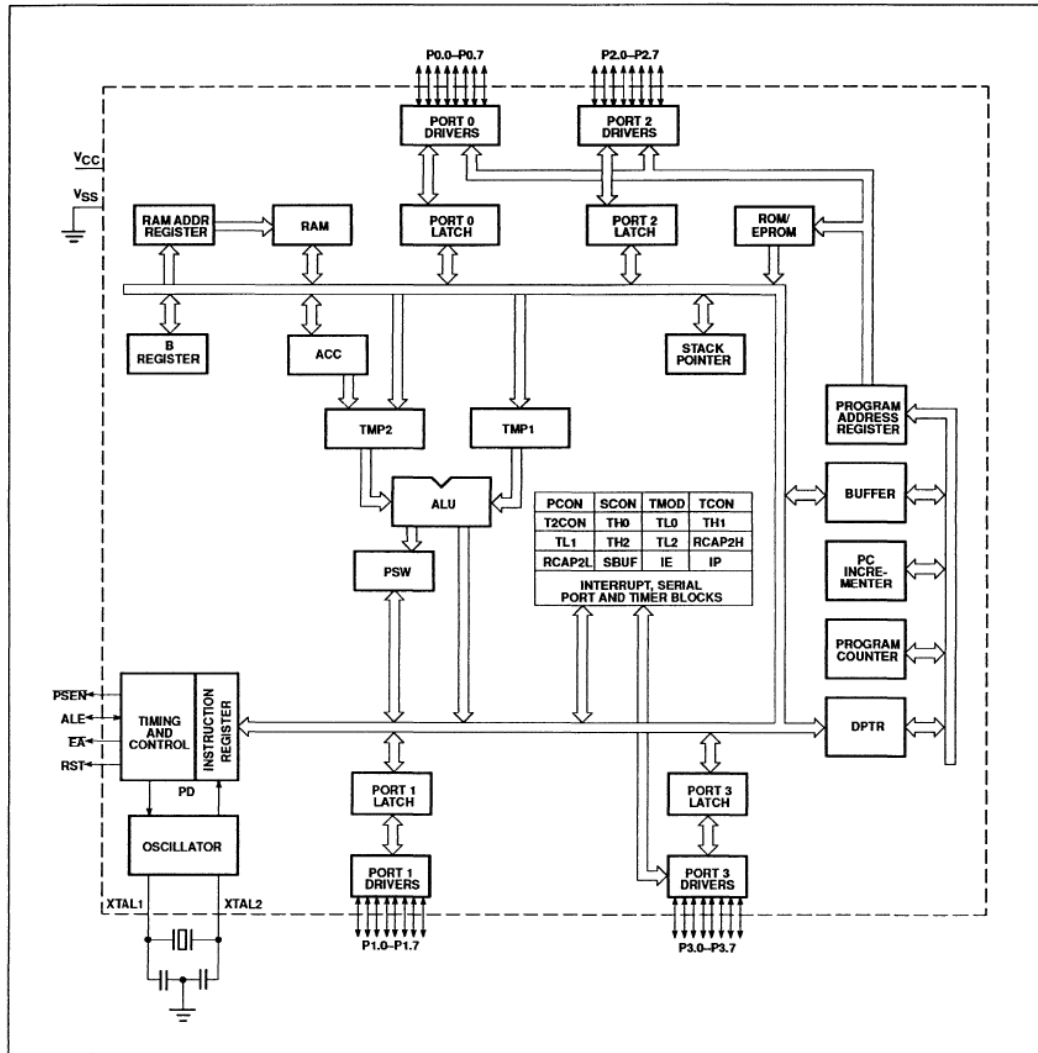 P0.0–P0.7
P2.0–P2.7
PORT 0
DRIVERS
PORT 2
DRIVERS
VCC
VSS
RAM ADDR
REGISTER
RAM
PORT 0
LATCH
PORT 2
LATCH
ROM/
EPROM
B
REGISTER
ACC
STACK
POINTER
PROGRAM
ADDRESS
REGISTER
TMP2
TMP1
ALU
BUFFER
PCON SCON TMOD TCON
T2CON TH0 TL0 TH1
TL1 TH2 TL2 RCAP2H
RCAP2L SBUF IE IP
INTERRUPT, SERIAL
PORT AND TIMER BLOCKS
PSW
PC
INCRE-
MENTER
PROGRAM
COUNTER
PSEN
ALE
EA
RST
TIMING
AND
CONTROL
INSTRUCTION
REGISTER
DPTR
PD
PORT 1
LATCH
PORT 3
LATCH
OSCILLATOR
PORT 1
DRIVERS
PORT 3
DRIVERS
XTAL1
XTAL2
P1.0–P1.7
P3.0–P3.7